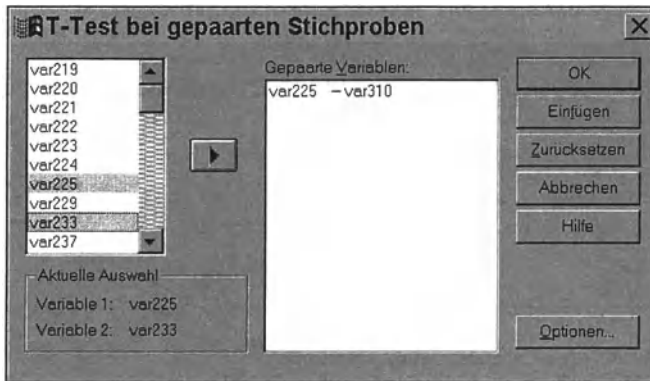 T-Test bei gepaarten Stichproben
var219
var220
var221
var222
var223
var224
var225
var229
var233
var237
Gepaarte Variablen:
var225 – var310
OK
Einfügen
Zurücksetzen
Abbrechen
Hilfe
Optionen...
Aktuelle Auswahl
Variable 1: var225
Variable 2: var233